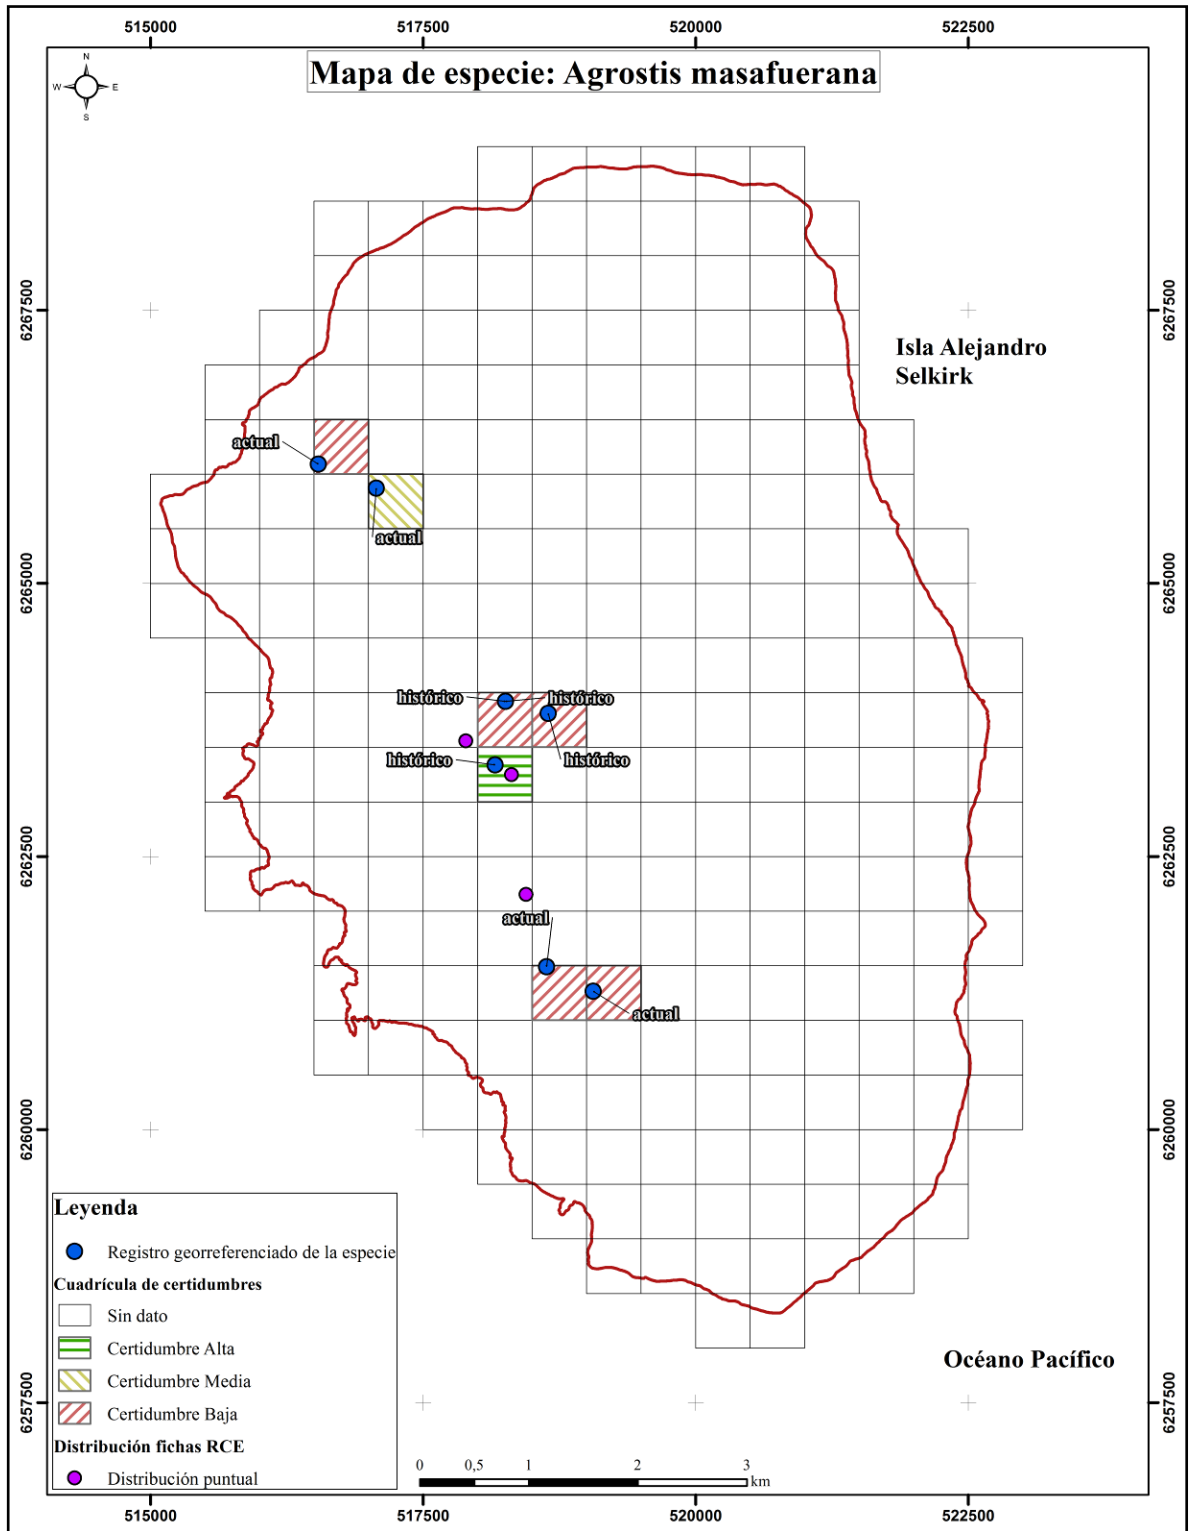 515000
517500
520000
522500
N
W
E
S
Mapa de especie: Agrostis masafuerana
6267500
6267500
Isla Alejandro
Selkirk
actual
actual
6265000
6265000
histórico
histórico
histórico
histórico
6262500
6262500
actual
actual
6260000
6260000
Leyenda
Registro georreferenciado de la especie
Cuadrícula de certidumbres
Sin dato
Certidumbre Alta
Certidumbre Media
Certidumbre Baja
Distribución fichas RCE
Distribución puntual
Océano Pacífico
6257500
6257500
0 0,5 1 2 3
km
515000
517500
520000
522500